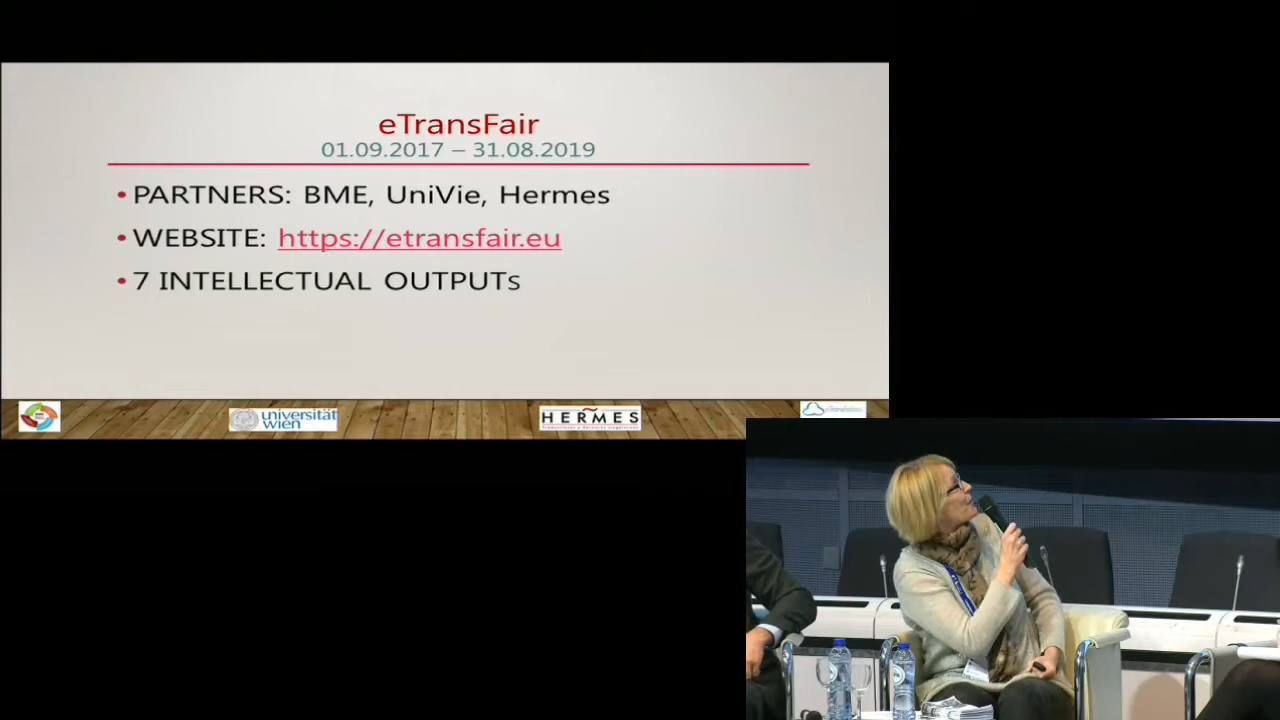 eTransFair
01.09.2017 – 31.08.2019
•PARTNERS: BME, UniVie, Hermes
•WEBSITE: https://etransfair.eu
•7 INTELLECTUAL OUTPUTs
universität
wien
HERMES